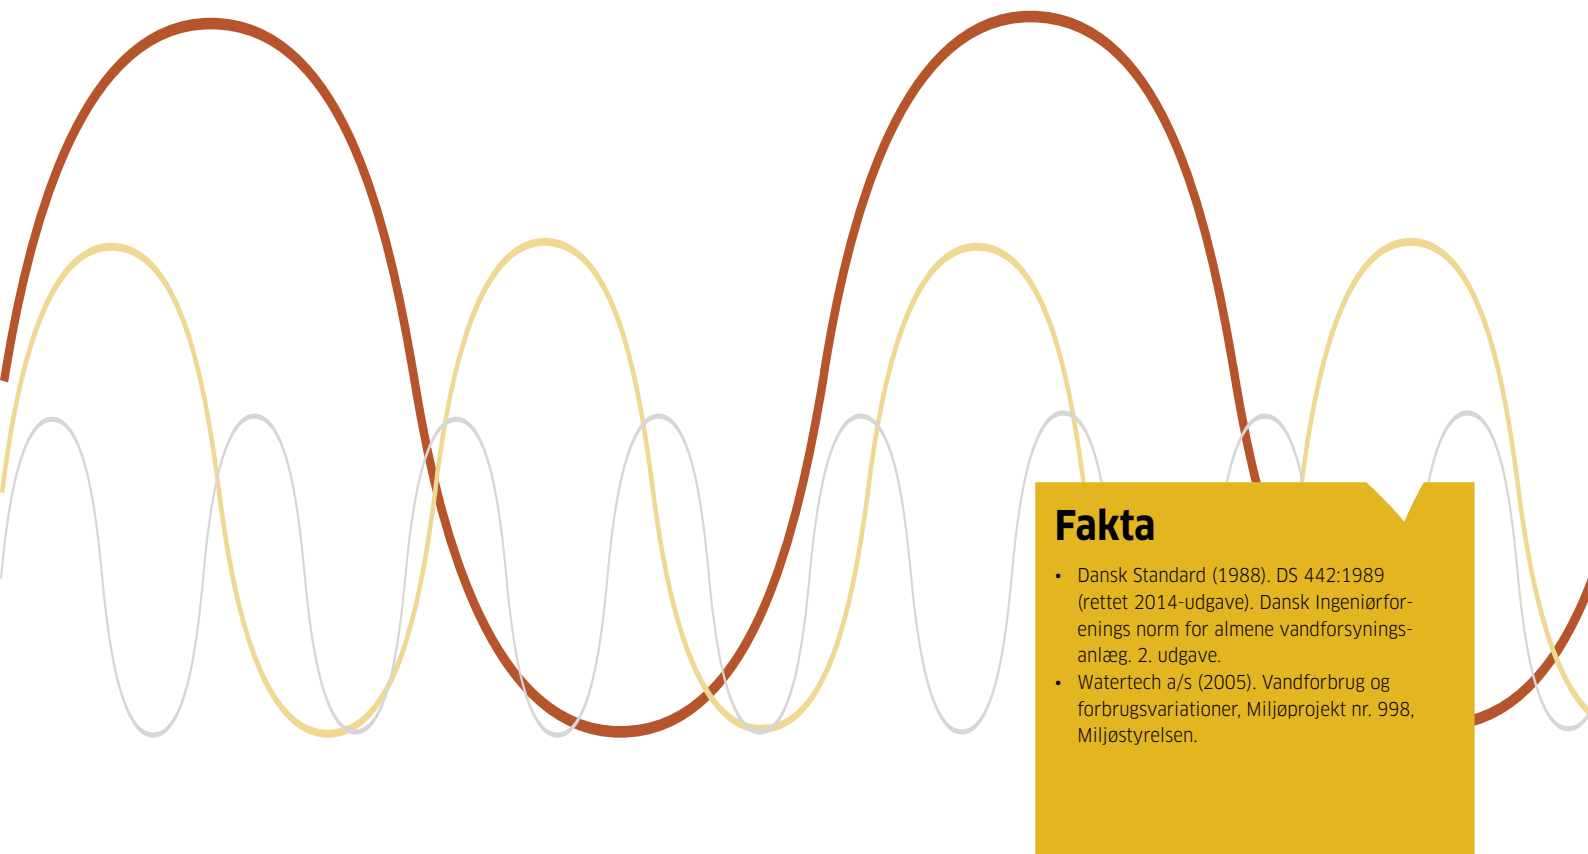 Fakta
• Dansk Standard (1988). DS 442:1989
(rettet 2014-udgave). Dansk Ingeniørfor-
enings norm for almene vandforsynings-
anlæg. 2. udgave.
• Watertech a/s (2005). Vandforbrug og
forbrugsvariationer, Miljøprojekt nr. 998,
Miljøstyrelsen.